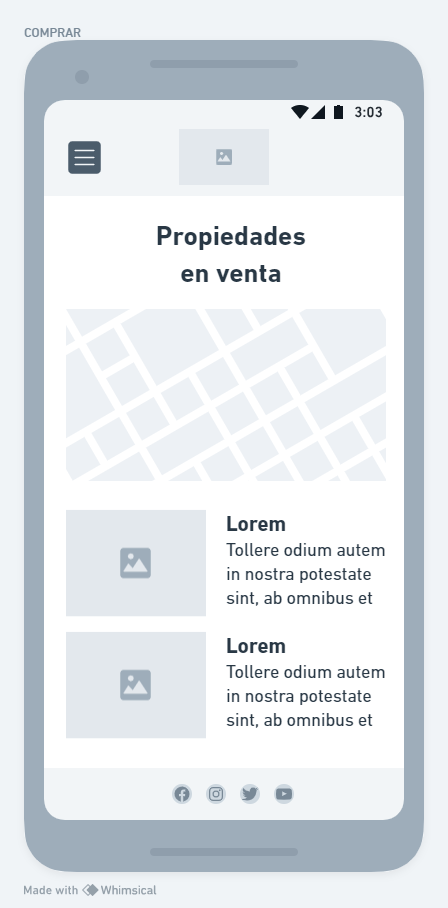 COMPRAR
3:03
Propiedades
en venta
Lorem
Tollere odium autem
in nostra potestate
sint, ab omnibus et
Lorem
Tollere odium autem
in nostra potestate
sint, ab omnibus et
Made with Whimsical